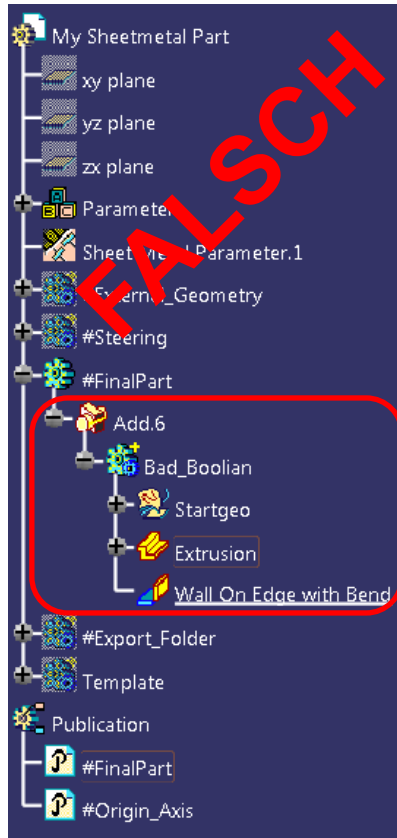 My Sheetmetal Part
xy plane
yz plane
zx plane
Parameter
Sheet Metal Parameter.1
#External_Geometry
#Steering
#FinalPart
Add.6
Bad_Boolian
Startgeo
Extrusion
Wall On Edge with Bend
#Export_Folder
Template
Publication
#FinalPart
#Origin_Axis
FALSCH